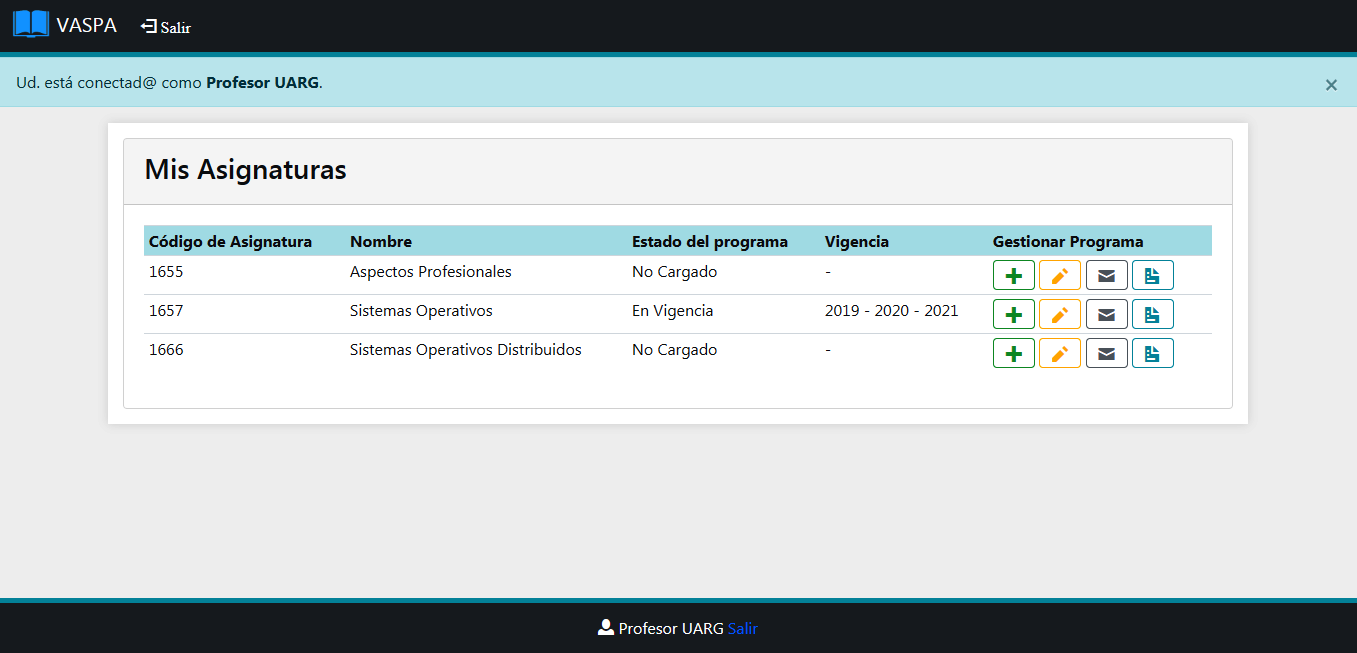 VASPA Salir
Ud. está conectad@ como Profesor UARG. ×
Mis Asignaturas
Código de Asignatura Nombre Estado del programa Vigencia Gestionar Programa
1655 Aspectos Profesionales No Cargado -
1657 Sistemas Operativos En Vigencia 2019 - 2020 - 2021
1666 Sistemas Operativos Distribuidos No Cargado -
Profesor UARG Salir